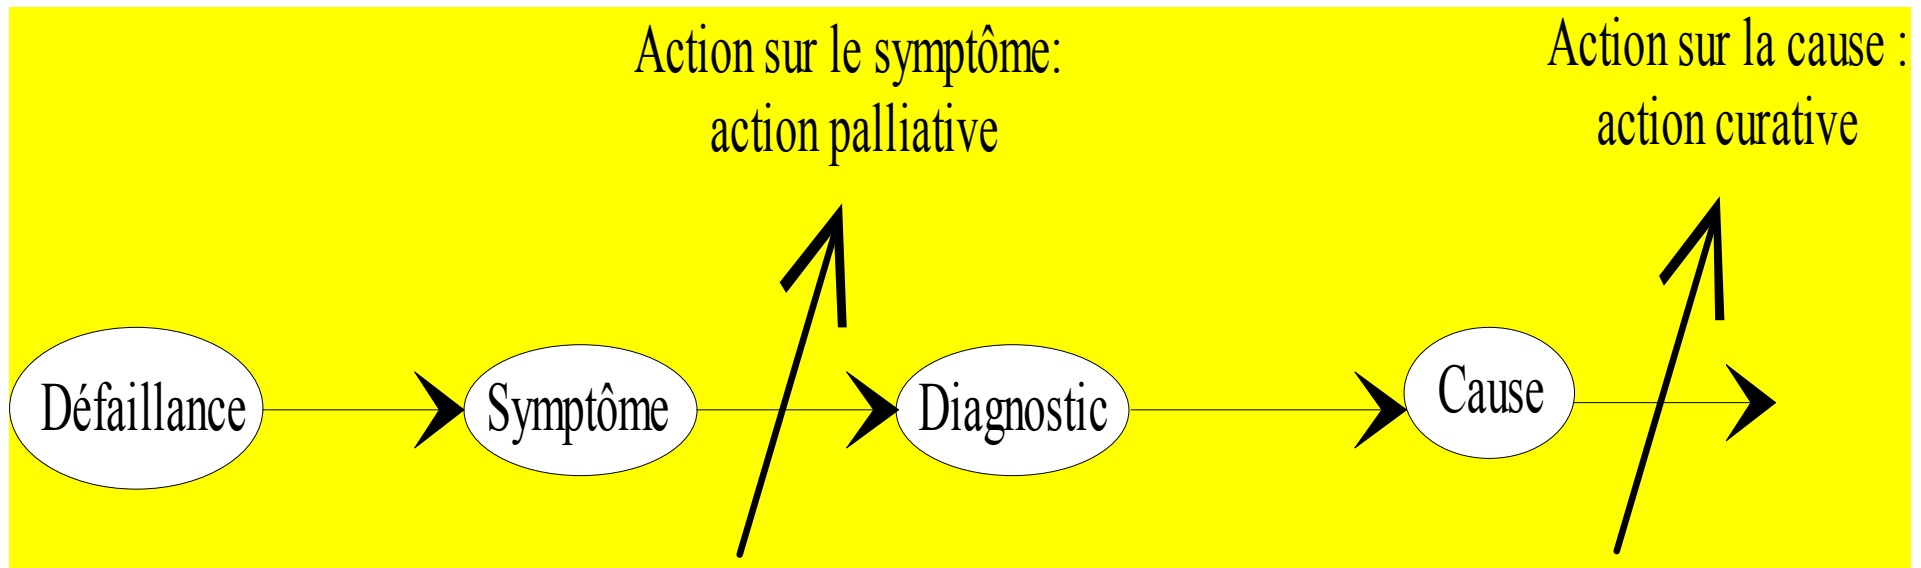 Action sur le symptôme:
action palliative
Action sur la cause :
action curative
Défaillance
Symptôme
Diagnostic
Cause